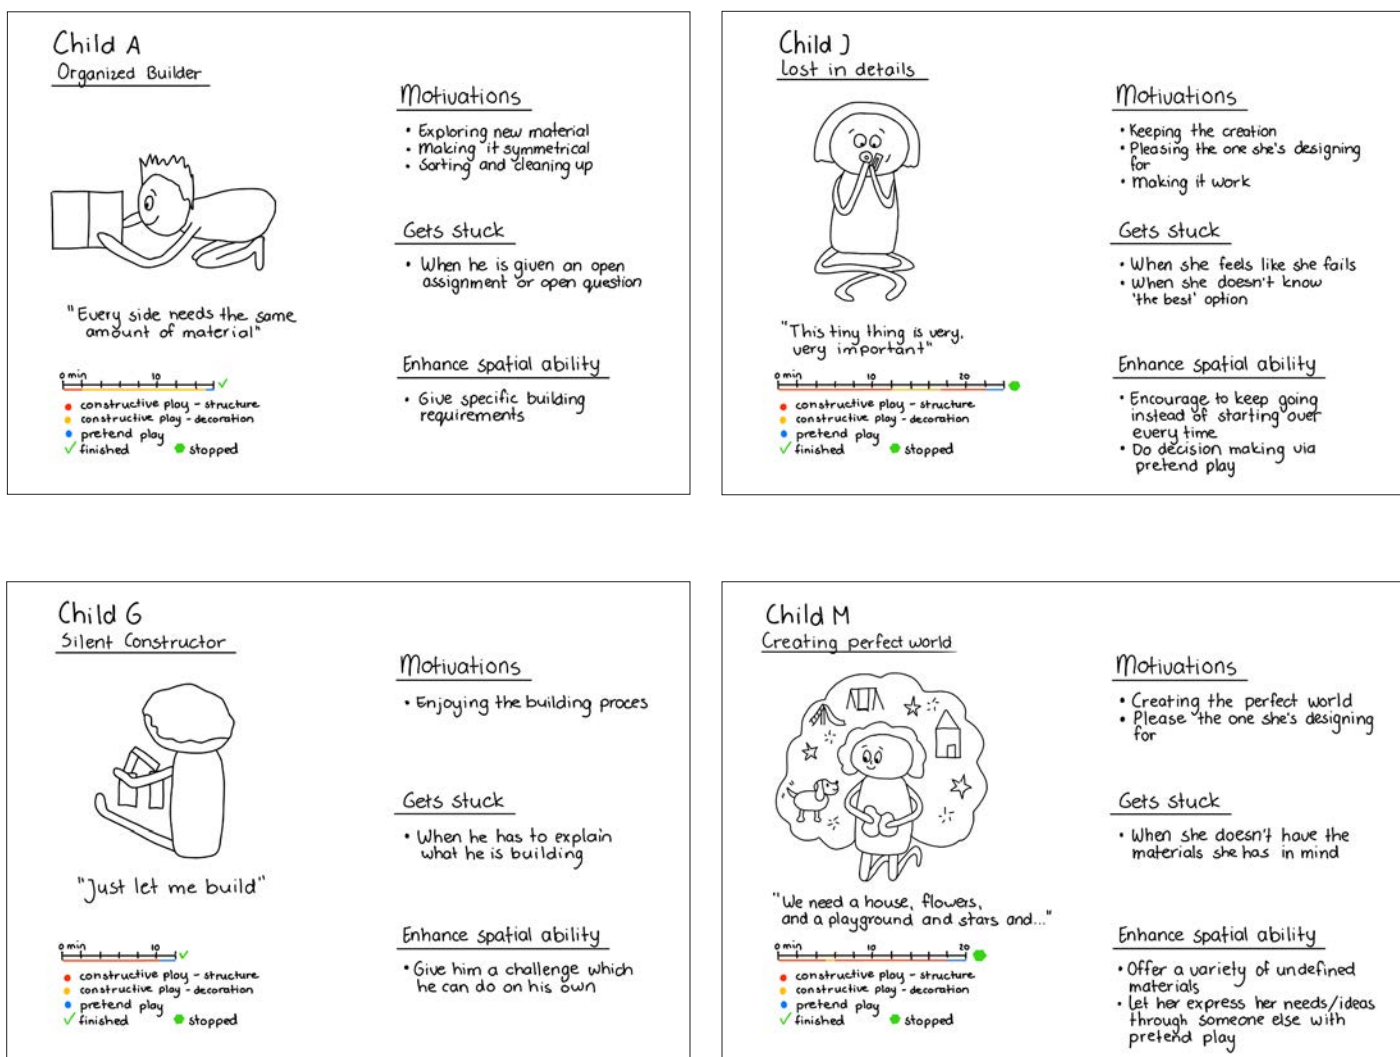 Child A
Organized Builder
"Every side needs the same
amount of material"
0 min 10
constructive play - structure
constructive play - decoration
pretend play
finished stopped
Motivations
• Exploring new material
• Making it symmetrical
• Sorting and cleaning up
Gets stuck
• When he is given an open
assignment or open question
Enhance spatial ability
• Give specific building
requirements
Child J
Lost in details
"This tiny thing is very,
very important"
0 min 10 20
constructive play - structure
constructive play - decoration
pretend play
finished stopped
Motivations
• Keeping the creation
• Pleasing the one she's designing
for
• Making it work
Gets stuck
• When she feels like she fails
• When she doesn't know
'the best' option
Enhance spatial ability
• Encourage to keep going
instead of starting over
every time
• Do decision making via
pretend play
Child G
Silent Constructor
"Just let me build"
0 min 10
constructive play - structure
constructive play - decoration
pretend play
finished stopped
Motivations
• Enjoying the building proces
Gets stuck
• When he has to explain
what he is building
Enhance spatial ability
• Give him a challenge which
he can do on his own
Child M
Creating perfect world
"We need a house, flowers,
and a playground and stars and..."
0 min 10 20
constructive play - structure
constructive play - decoration
pretend play
finished stopped
Motivations
• Creating the perfect world
• Please the one she's designing
for
Gets stuck
• When she doesn't have the
materials she has in mind
Enhance spatial ability
• Offer a variety of undefined
materials
• Let her express her needs/ideas
through someone else with
pretend play